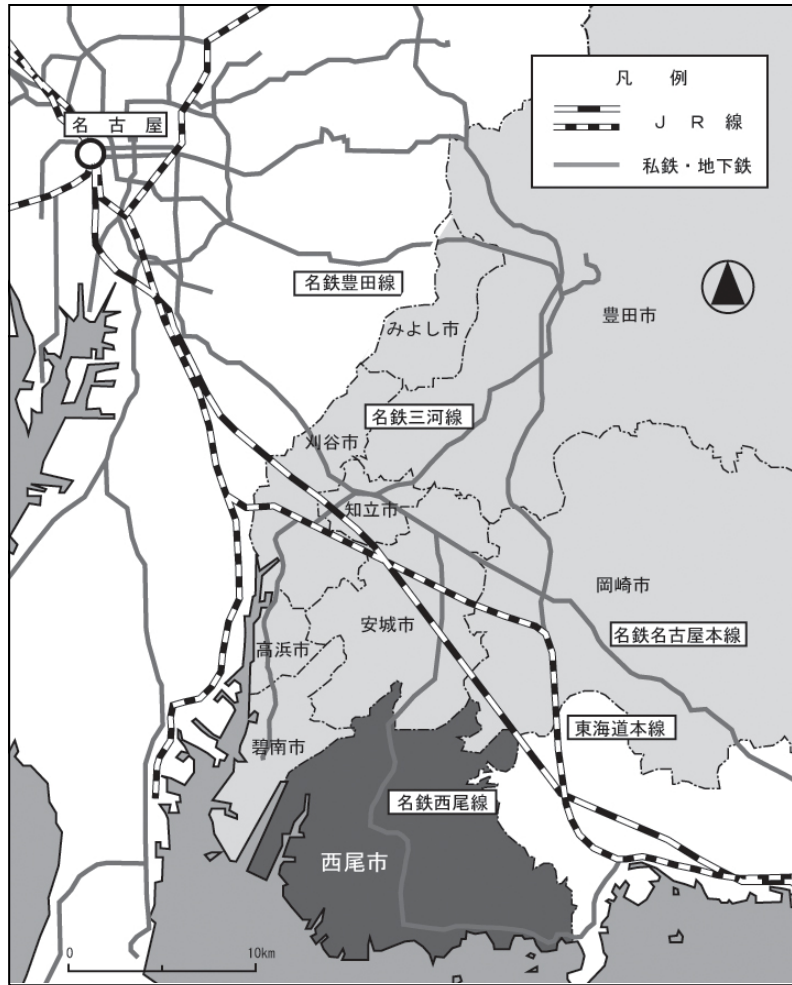 凡 例
J R 線
私鉄・地下鉄
名古屋
名鉄豊田線
豊田市
みよし市
名鉄三河線
刈谷市
知立市
岡崎市
安城市
名鉄名古屋本線
高浜市
東海道本線
碧南市
名鉄西尾線
西尾市
0 10km